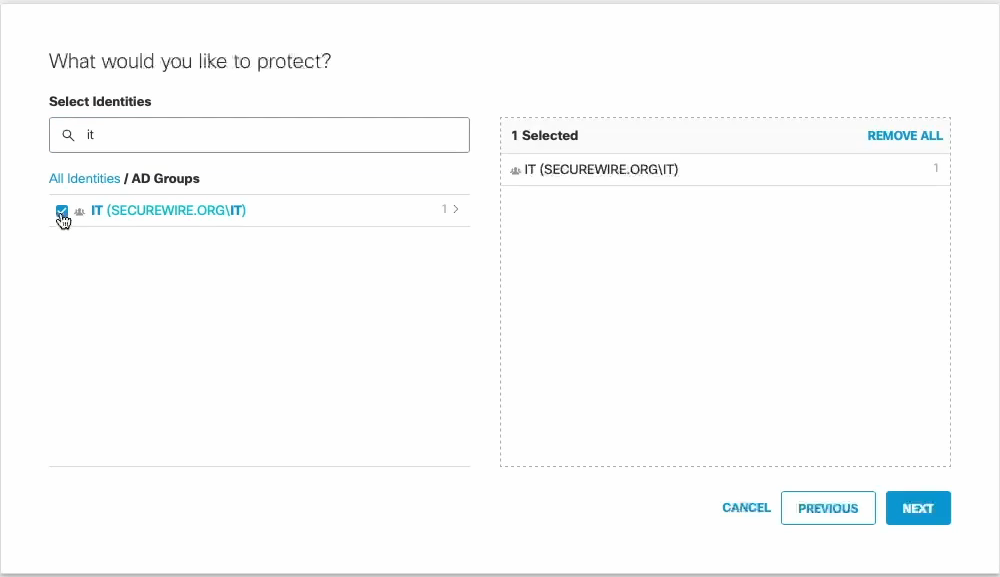 What would you like to protect?
Select Identities
it
All Identities / AD Groups
IT (SECUREWIRE.ORG\IT)
1
1 Selected
REMOVE ALL
IT (SECUREWIRE.ORG\IT)
1
CANCEL
PREVIOUS
NEXT